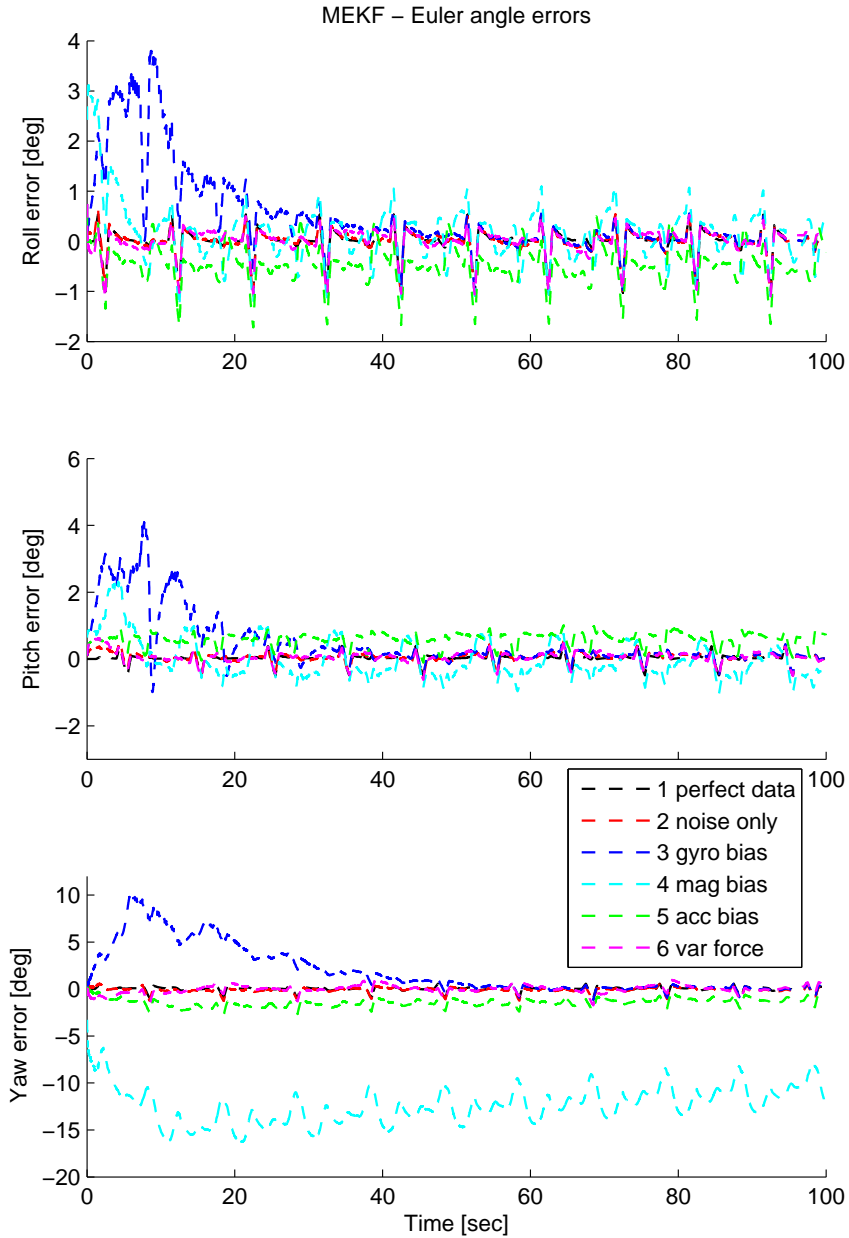 MEKF − Euler angle errors
4
3
2
1
0
−1
−2
Roll error [deg]
0 20 40 60 80 100
6
4
2
0
−2
Pitch error [deg]
0 20 40 60 80 100
1 perfect data
2 noise only
3 gyro bias
4 mag bias
5 acc bias
6 var force
10
5
0
−5
−10
−15
−20
Yaw error [deg]
0 20 40 60 80 100
Time [sec]